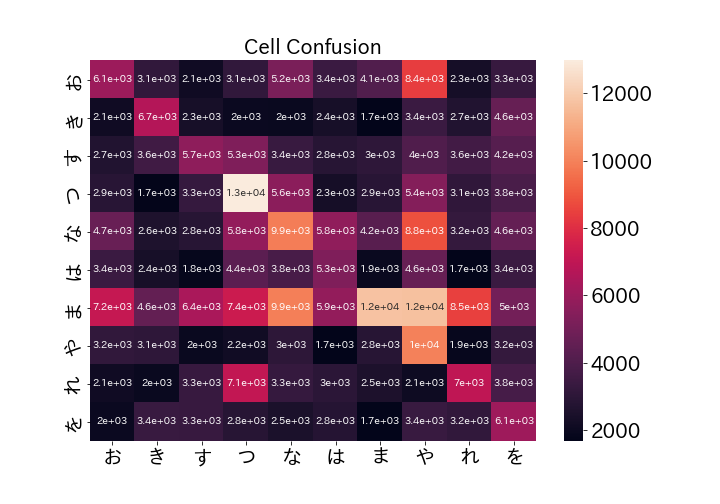 Cell Confusion
お 6.1e+03 3.1e+03 2.1e+03 3.1e+03 5.2e+03 3.4e+03 4.1e+03 8.4e+03 2.3e+03 3.3e+03
き 2.1e+03 6.7e+03 2.3e+03 2e+03 2e+03 2.4e+03 1.7e+03 3.4e+03 2.7e+03 4.6e+03
す 2.7e+03 3.6e+03 5.7e+03 5.3e+03 3.4e+03 2.8e+03 3e+03 4e+03 3.6e+03 4.2e+03
つ 2.9e+03 1.7e+03 3.3e+03 1.3e+04 5.6e+03 2.3e+03 2.9e+03 5.4e+03 3.1e+03 3.8e+03
な 4.7e+03 2.6e+03 2.8e+03 5.8e+03 9.9e+03 5.8e+03 4.2e+03 8.8e+03 3.2e+03 4.6e+03
は 3.4e+03 2.4e+03 1.8e+03 4.4e+03 3.8e+03 5.3e+03 1.9e+03 4.6e+03 1.7e+03 3.4e+03
ま 7.2e+03 4.6e+03 6.4e+03 7.4e+03 9.9e+03 5.9e+03 1.2e+04 1.2e+04 8.5e+03 5e+03
や 3.2e+03 3.1e+03 2e+03 2.2e+03 3e+03 1.7e+03 2.8e+03 1e+04 1.9e+03 3.2e+03
れ 2.1e+03 2e+03 3.3e+03 7.1e+03 3.3e+03 3e+03 2.5e+03 2.1e+03 7e+03 3.8e+03
を 2e+03 3.4e+03 3.3e+03 2.8e+03 2.5e+03 2.8e+03 1.7e+03 3.4e+03 3.2e+03 6.1e+03
お き す つ な は ま や れ を
12000
10000
8000
6000
4000
2000